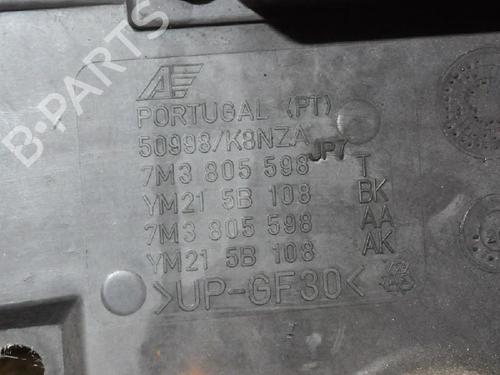 B-PARTS
AE
PORTUGAL (PT)
50998/K8NZA JP7
7M3 805 598 T
YM21 5B 108 BK
7M3 805 598 AA
YM21 5B 108 AK
>UP-GF30<